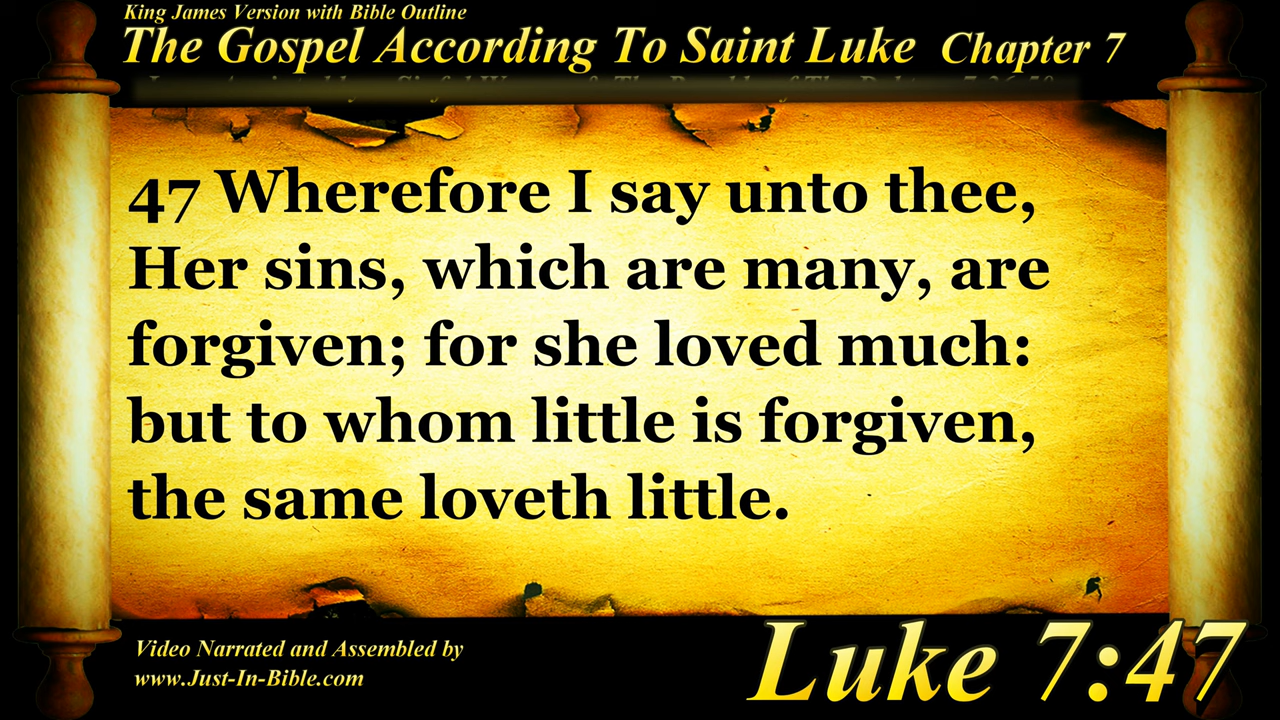 King James Version with Bible Outline
The Gospel According To Saint Luke Chapter 7
47 Wherefore I say unto thee,
Her sins, which are many, are
forgiven; for she loved much:
but to whom little is forgiven,
the same loveth little.
Video Narrated and Assembled by
www.Just-In-Bible.com
Luke 7:47